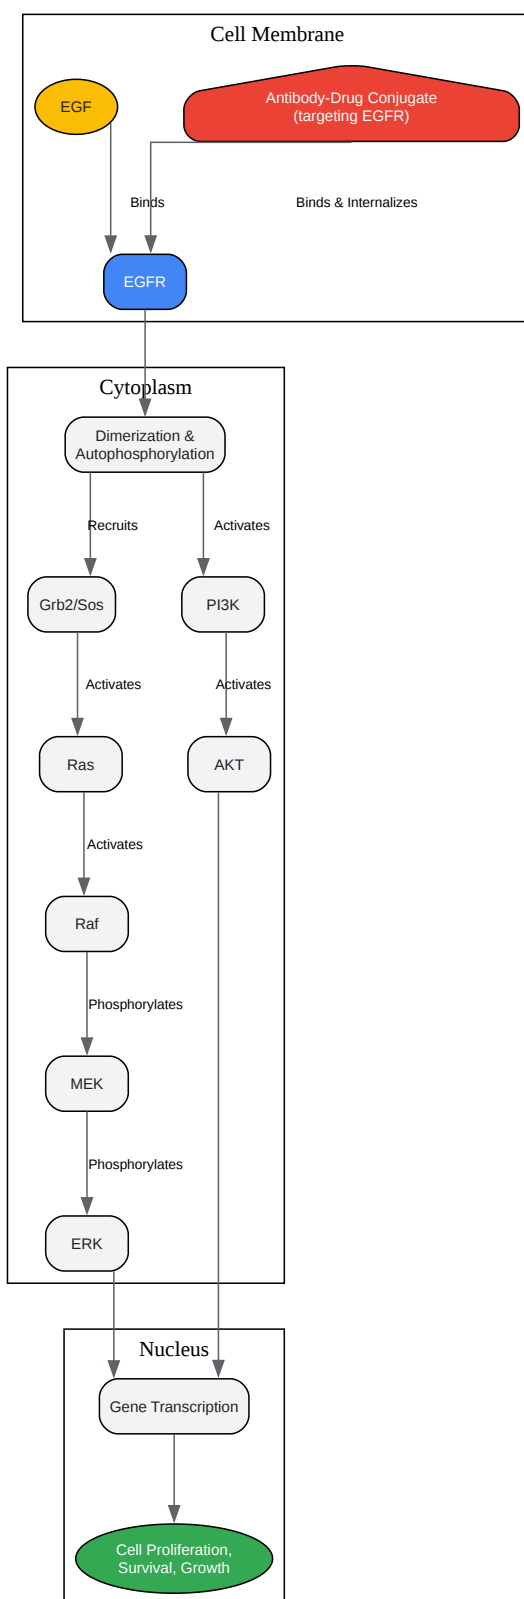 Cell Membrane
EGF
Antibody-Drug Conjugate
(targeting EGFR)
Binds
Binds & Internalizes
EGFR
Cytoplasm
Dimerization &
Autophosphorylation
Recruits
Activates
Grb2/Sos
PI3K
Activates
Activates
Ras
AKT
Activates
Raf
Phosphorylates
MEK
Phosphorylates
ERK
Nucleus
Gene Transcription
Cell Proliferation,
Survival, Growth